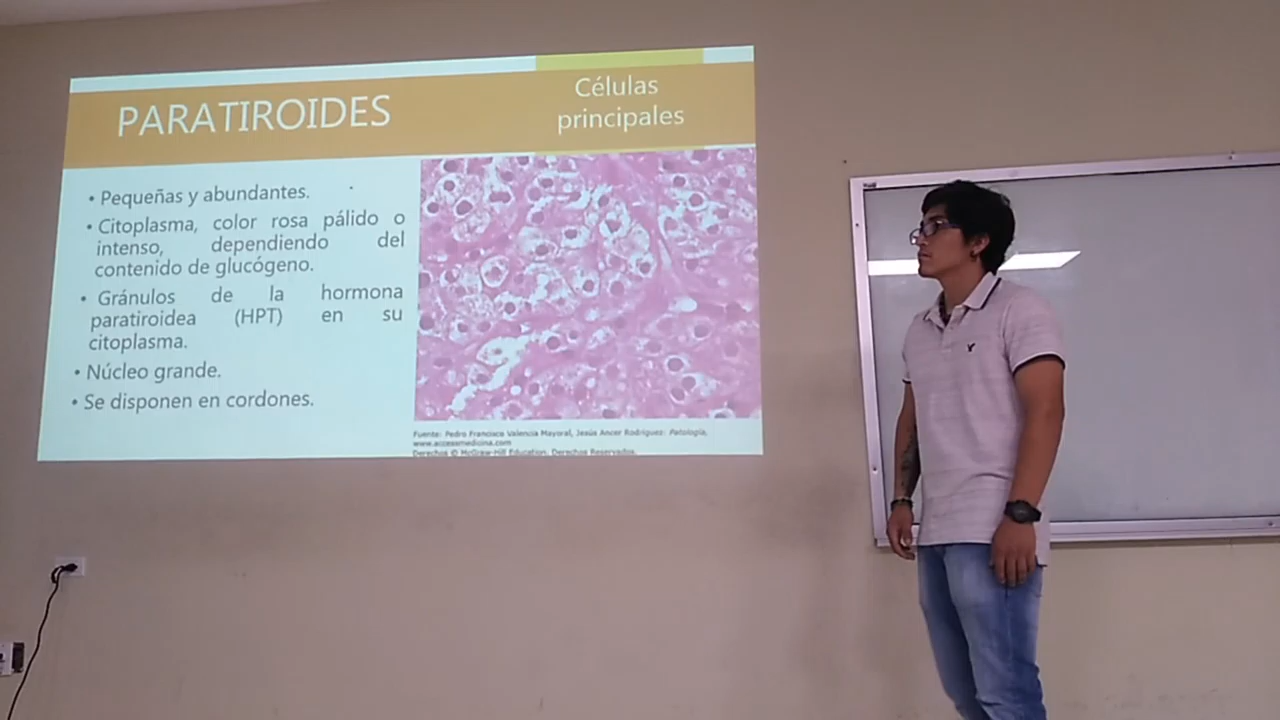 PARATIROIDES
Células
principales
• Pequeñas y abundantes.
• Citoplasma, color rosa pálido o
intenso, dependiendo del
contenido de glucógeno.
• Gránulos de la hormona
paratiroidea (HPT) en su
citoplasma.
• Núcleo grande.
• Se disponen en cordones.
Fuente: Pedro Francisco Valencia Mayoral, Jesús Ancer Rodríguez: Patología,
www.accessmedicina.com
Derechos © McGraw-Hill Education. Derechos Reservados.